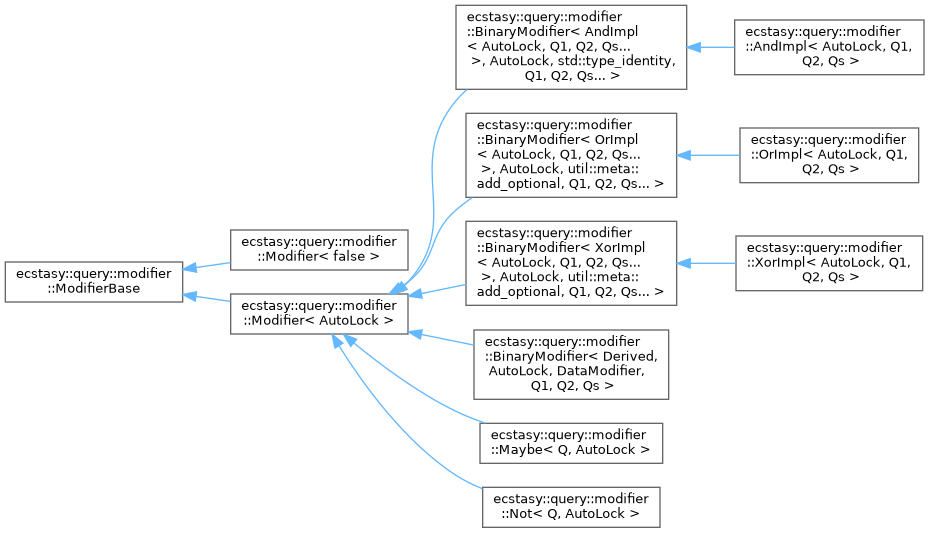 ecstasy::query::modifier
::ModifierBase
ecstasy::query::modifier
::Modifier< false >
ecstasy::query::modifier
::Modifier< AutoLock >
ecstasy::query::modifier
::BinaryModifier< AndImpl
< AutoLock, Q1, Q2, Qs...
>, AutoLock, std::type_identity,
Q1, Q2, Qs... >
ecstasy::query::modifier
::AndImpl< AutoLock, Q1,
Q2, Qs >
ecstasy::query::modifier
::BinaryModifier< OrImpl
< AutoLock, Q1, Q2, Qs...
>, AutoLock, util::meta::
add_optional, Q1, Q2, Qs... >
ecstasy::query::modifier
::OrImpl< AutoLock, Q1,
Q2, Qs >
ecstasy::query::modifier
::BinaryModifier< XorImpl
< AutoLock, Q1, Q2, Qs...
>, AutoLock, util::meta::
add_optional, Q1, Q2, Qs... >
ecstasy::query::modifier
::XorImpl< AutoLock, Q1,
Q2, Qs >
ecstasy::query::modifier
::BinaryModifier< Derived,
AutoLock, DataModifier,
Q1, Q2, Qs >
ecstasy::query::modifier
::Maybe< Q, AutoLock >
ecstasy::query::modifier
::Not< Q, AutoLock >